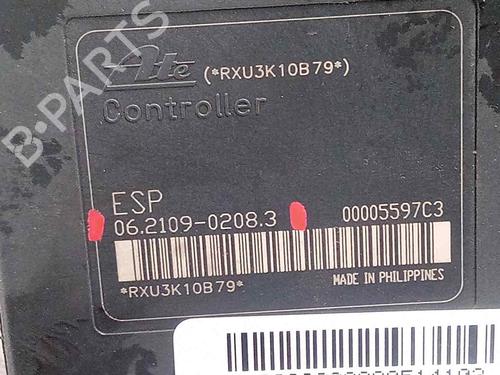 Ate (*RXU3K10B79*)
Controller
ESP
06.2109-0208.3 00005597C3
*RXU3K10B79*
MADE IN PHILIPPINES
B-PARTS